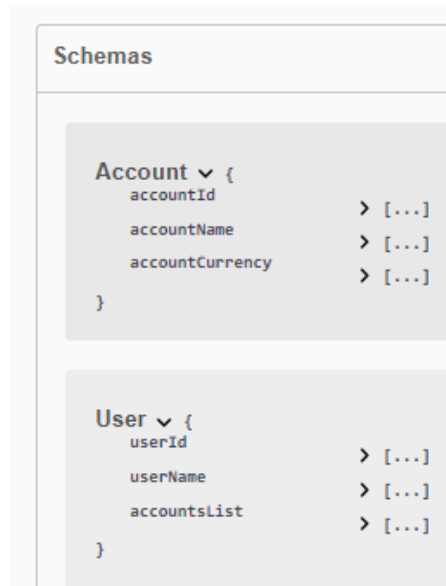 Schemas
Account {
accountId > [...]
accountName > [...]
accountCurrency > [...]
}
User {
userId > [...]
userName > [...]
accountsList > [...]
}